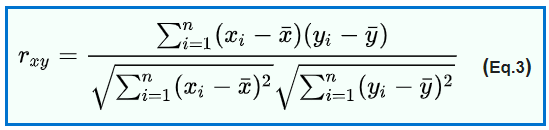 r_{xy} = \frac{\sum_{i=1}^{n}(x_i - \bar{x})(y_i - \bar{y})}{\sqrt{\sum_{i=1}^{n}(x_i - \bar{x})^2}\sqrt{\sum_{i=1}^{n}(y_i - \bar{y})^2}} (Eq.3)